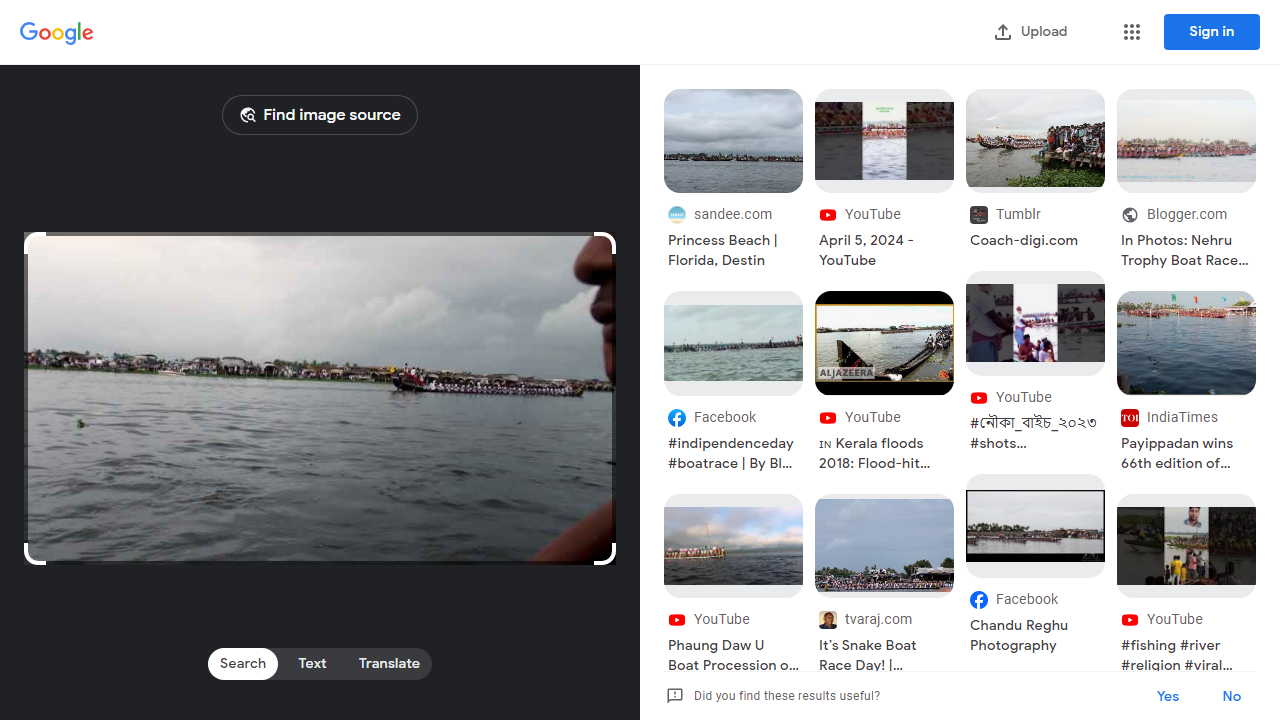 Google
Upload
Sign in
Find image source
Search
Text
Translate
sandee.com
Princess Beach |
Florida, Destin
YouTube
April 5, 2024 -
YouTube
Tumblr
Coach-digi.com
Blogger.com
In Photos: Nehru
Trophy Boat Race...
Facebook
#indipendenceday
#boatrace | By Bl...
ALJAZEERA
YouTube
ɪɴ Kerala floods
2018: Flood-hit...
YouTube
#নৌকা_বাইচ_২০২৩
#shots...
TOI
IndiaTimes
Payippadan wins
66th edition of...
YouTube
Phaung Daw U
Boat Procession o...
tvaraj.com
It’s Snake Boat
Race Day! |...
Facebook
Chandu Reghu
Photography
YouTube
#fishing #river
#religion #viral...
Did you find these results useful?
Yes
No